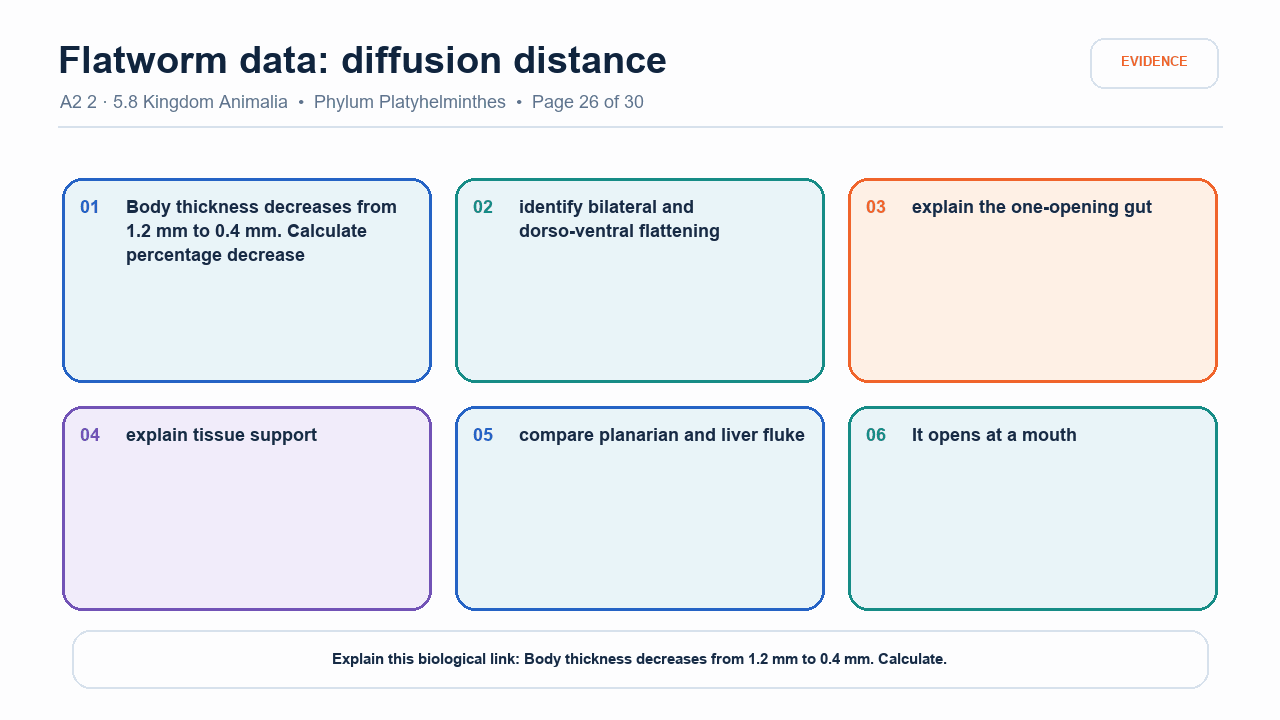 Flatworm data: diffusion distance
EVIDENCE
A2 2 · 5.8 Kingdom Animalia • Phylum Platyhelminthes • Page 26 of 30
01 Body thickness decreases from
1.2 mm to 0.4 mm. Calculate
percentage decrease
02 identify bilateral and
dorso-ventral flattening
03 explain the one-opening gut
04 explain tissue support
05 compare planarian and liver fluke
06 It opens at a mouth
Explain this biological link: Body thickness decreases from 1.2 mm to 0.4 mm. Calculate.